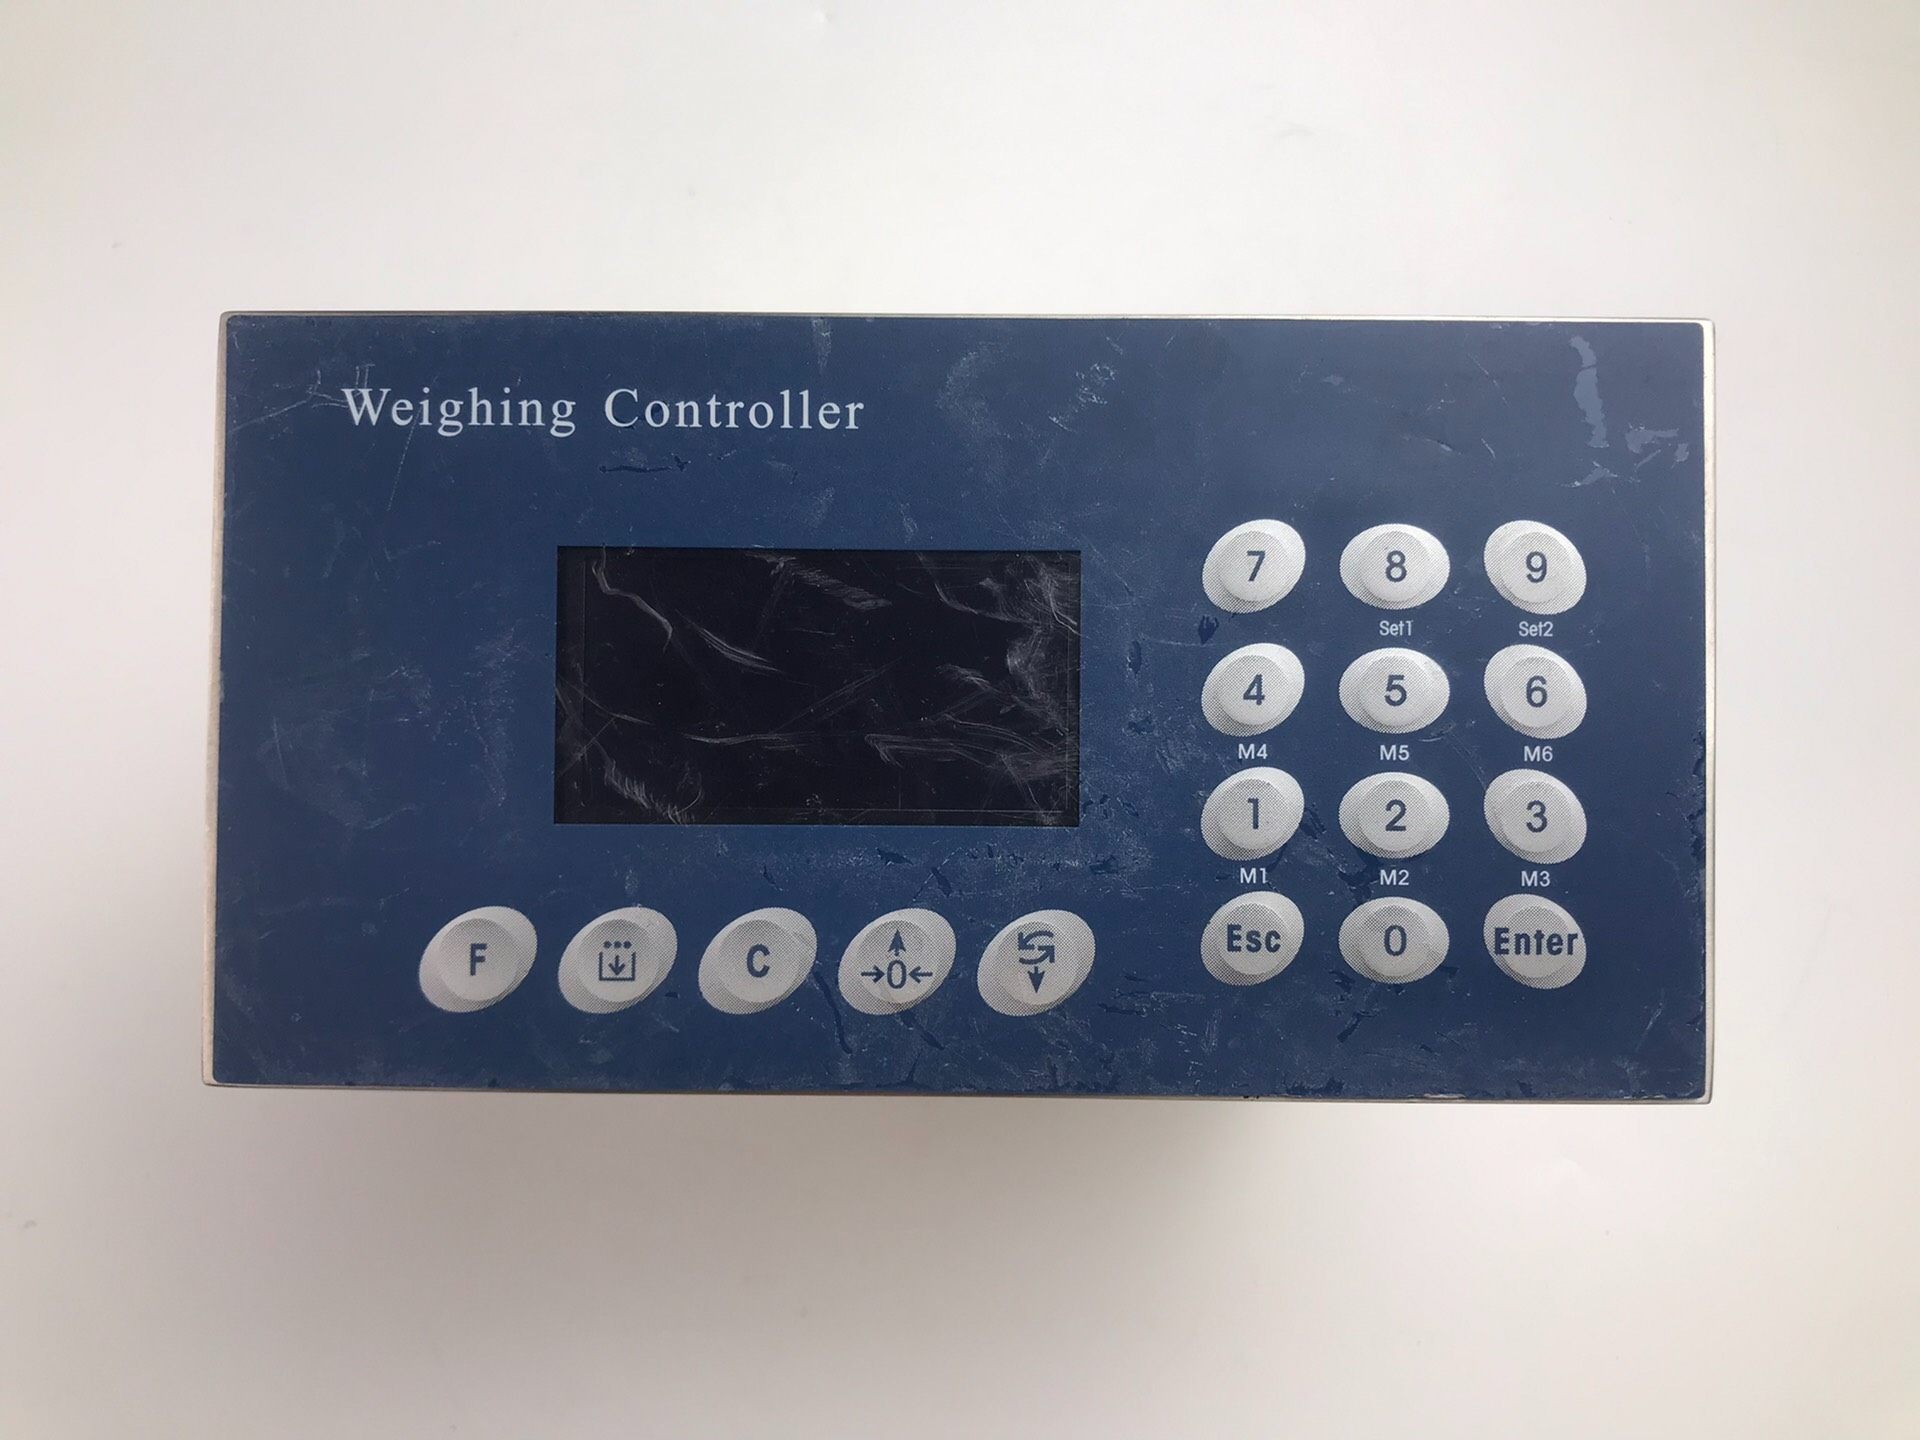 Weighing Controller
7 8 9
Set1 Set2
4 5 6
M4 M5 M6
1 2 3
M1 M2 M3
Esc 0 Enter
F C →0←